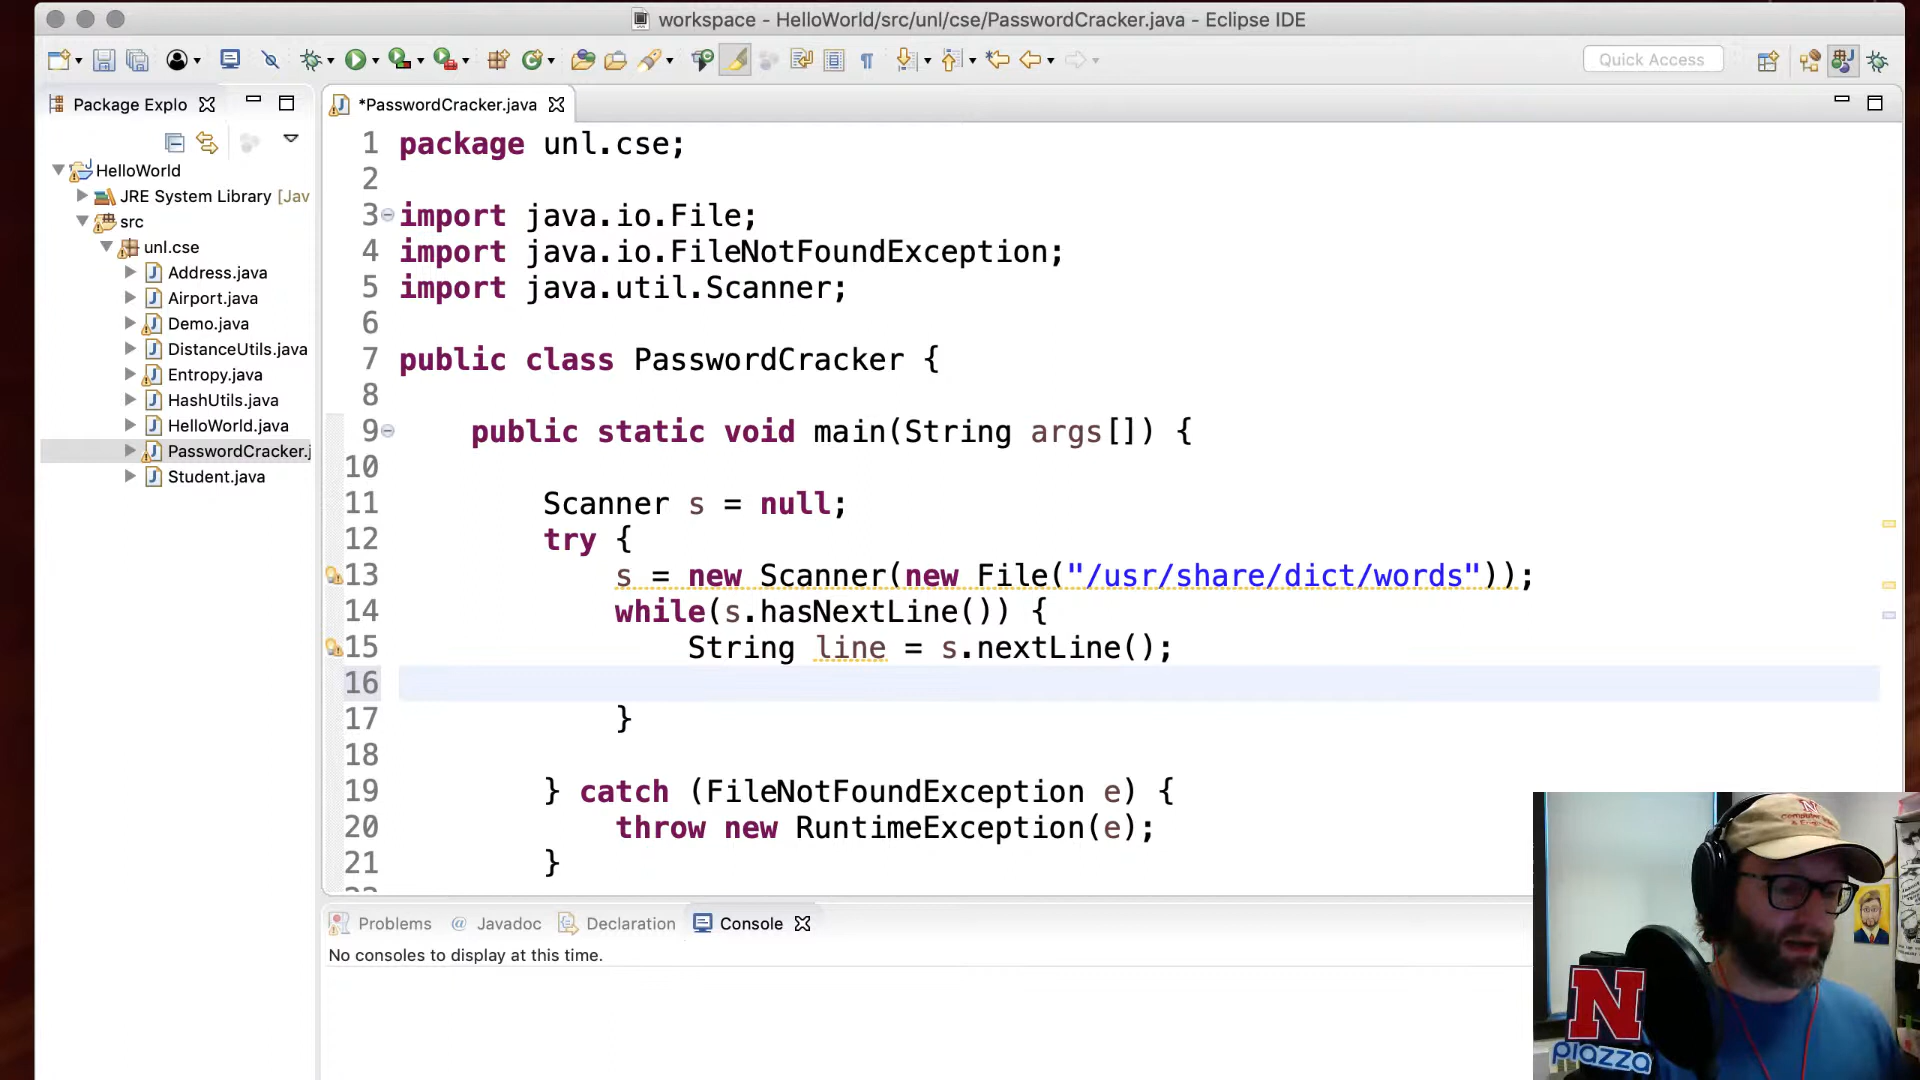 workspace - HelloWorld/src/unl/cse/PasswordCracker.java - Eclipse IDE
Quick Access
Package Explo
*PasswordCracker.java
HelloWorld
JRE System Library [Jav
src
unl.cse
Address.java
Airport.java
Demo.java
DistanceUtils.java
Entropy.java
HashUtils.java
HelloWorld.java
PasswordCracker.j
Student.java
1 package unl.cse;
2
3 import java.io.File;
4 import java.io.FileNotFoundException;
5 import java.util.Scanner;
6
7 public class PasswordCracker {
8
9 public static void main(String args[]) {
10
11 Scanner s = null;
12 try {
13 s = new Scanner(new File("/usr/share/dict/words"));
14 while(s.hasNextLine()) {
15 String line = s.nextLine();
16
17 }
18
19 } catch (FileNotFoundException e) {
20 throw new RuntimeException(e);
21 }
Problems @ Javadoc Declaration Console
No consoles to display at this time.
N
piazza